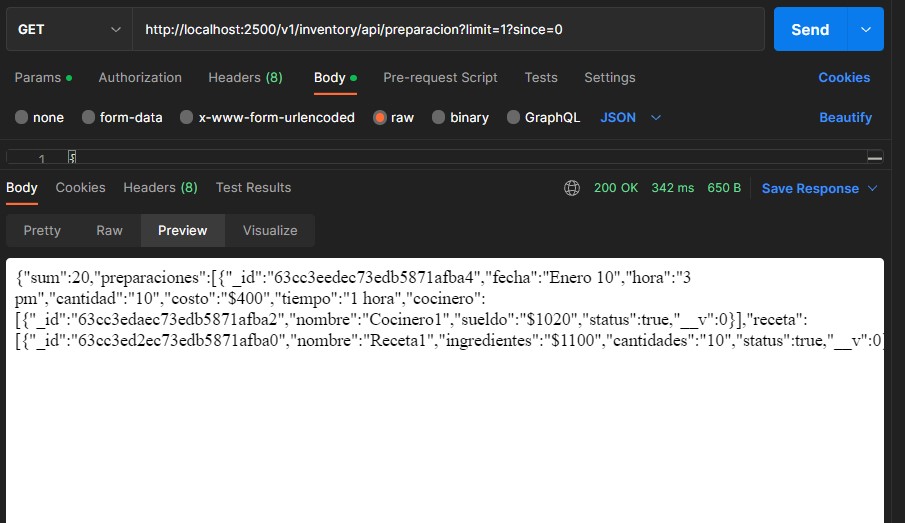 GET http://localhost:2500/v1/inventory/api/preparacion?limit=1?since=0 Send
Params Authorization Headers (8) Body Pre-request Script Tests Settings Cookies
none form-data x-www-form-urlencoded raw binary GraphQL JSON Beautify
1 {
Body Cookies Headers (8) Test Results 200 OK 342 ms 650 B Save Response
Pretty Raw Preview Visualize
{"sum":20,"preparaciones":[{"_id":"63cc3eedec73edb5871afba4","fecha":"Enero 10","hora":"3
pm","cantidad":"10","costo":"$400","tiempo":"1 hora","cocinero":
[{"_id":"63cc3edaec73edb5871afba2","nombre":"Cocinero1","sueldo":"$1020","status":true,"__v":0}],"receta":
[{"_id":"63cc3ed2ec73edb5871afba0","nombre":"Receta1","ingredientes":"$1100","cantidades":"10","status":true,"__v":0}